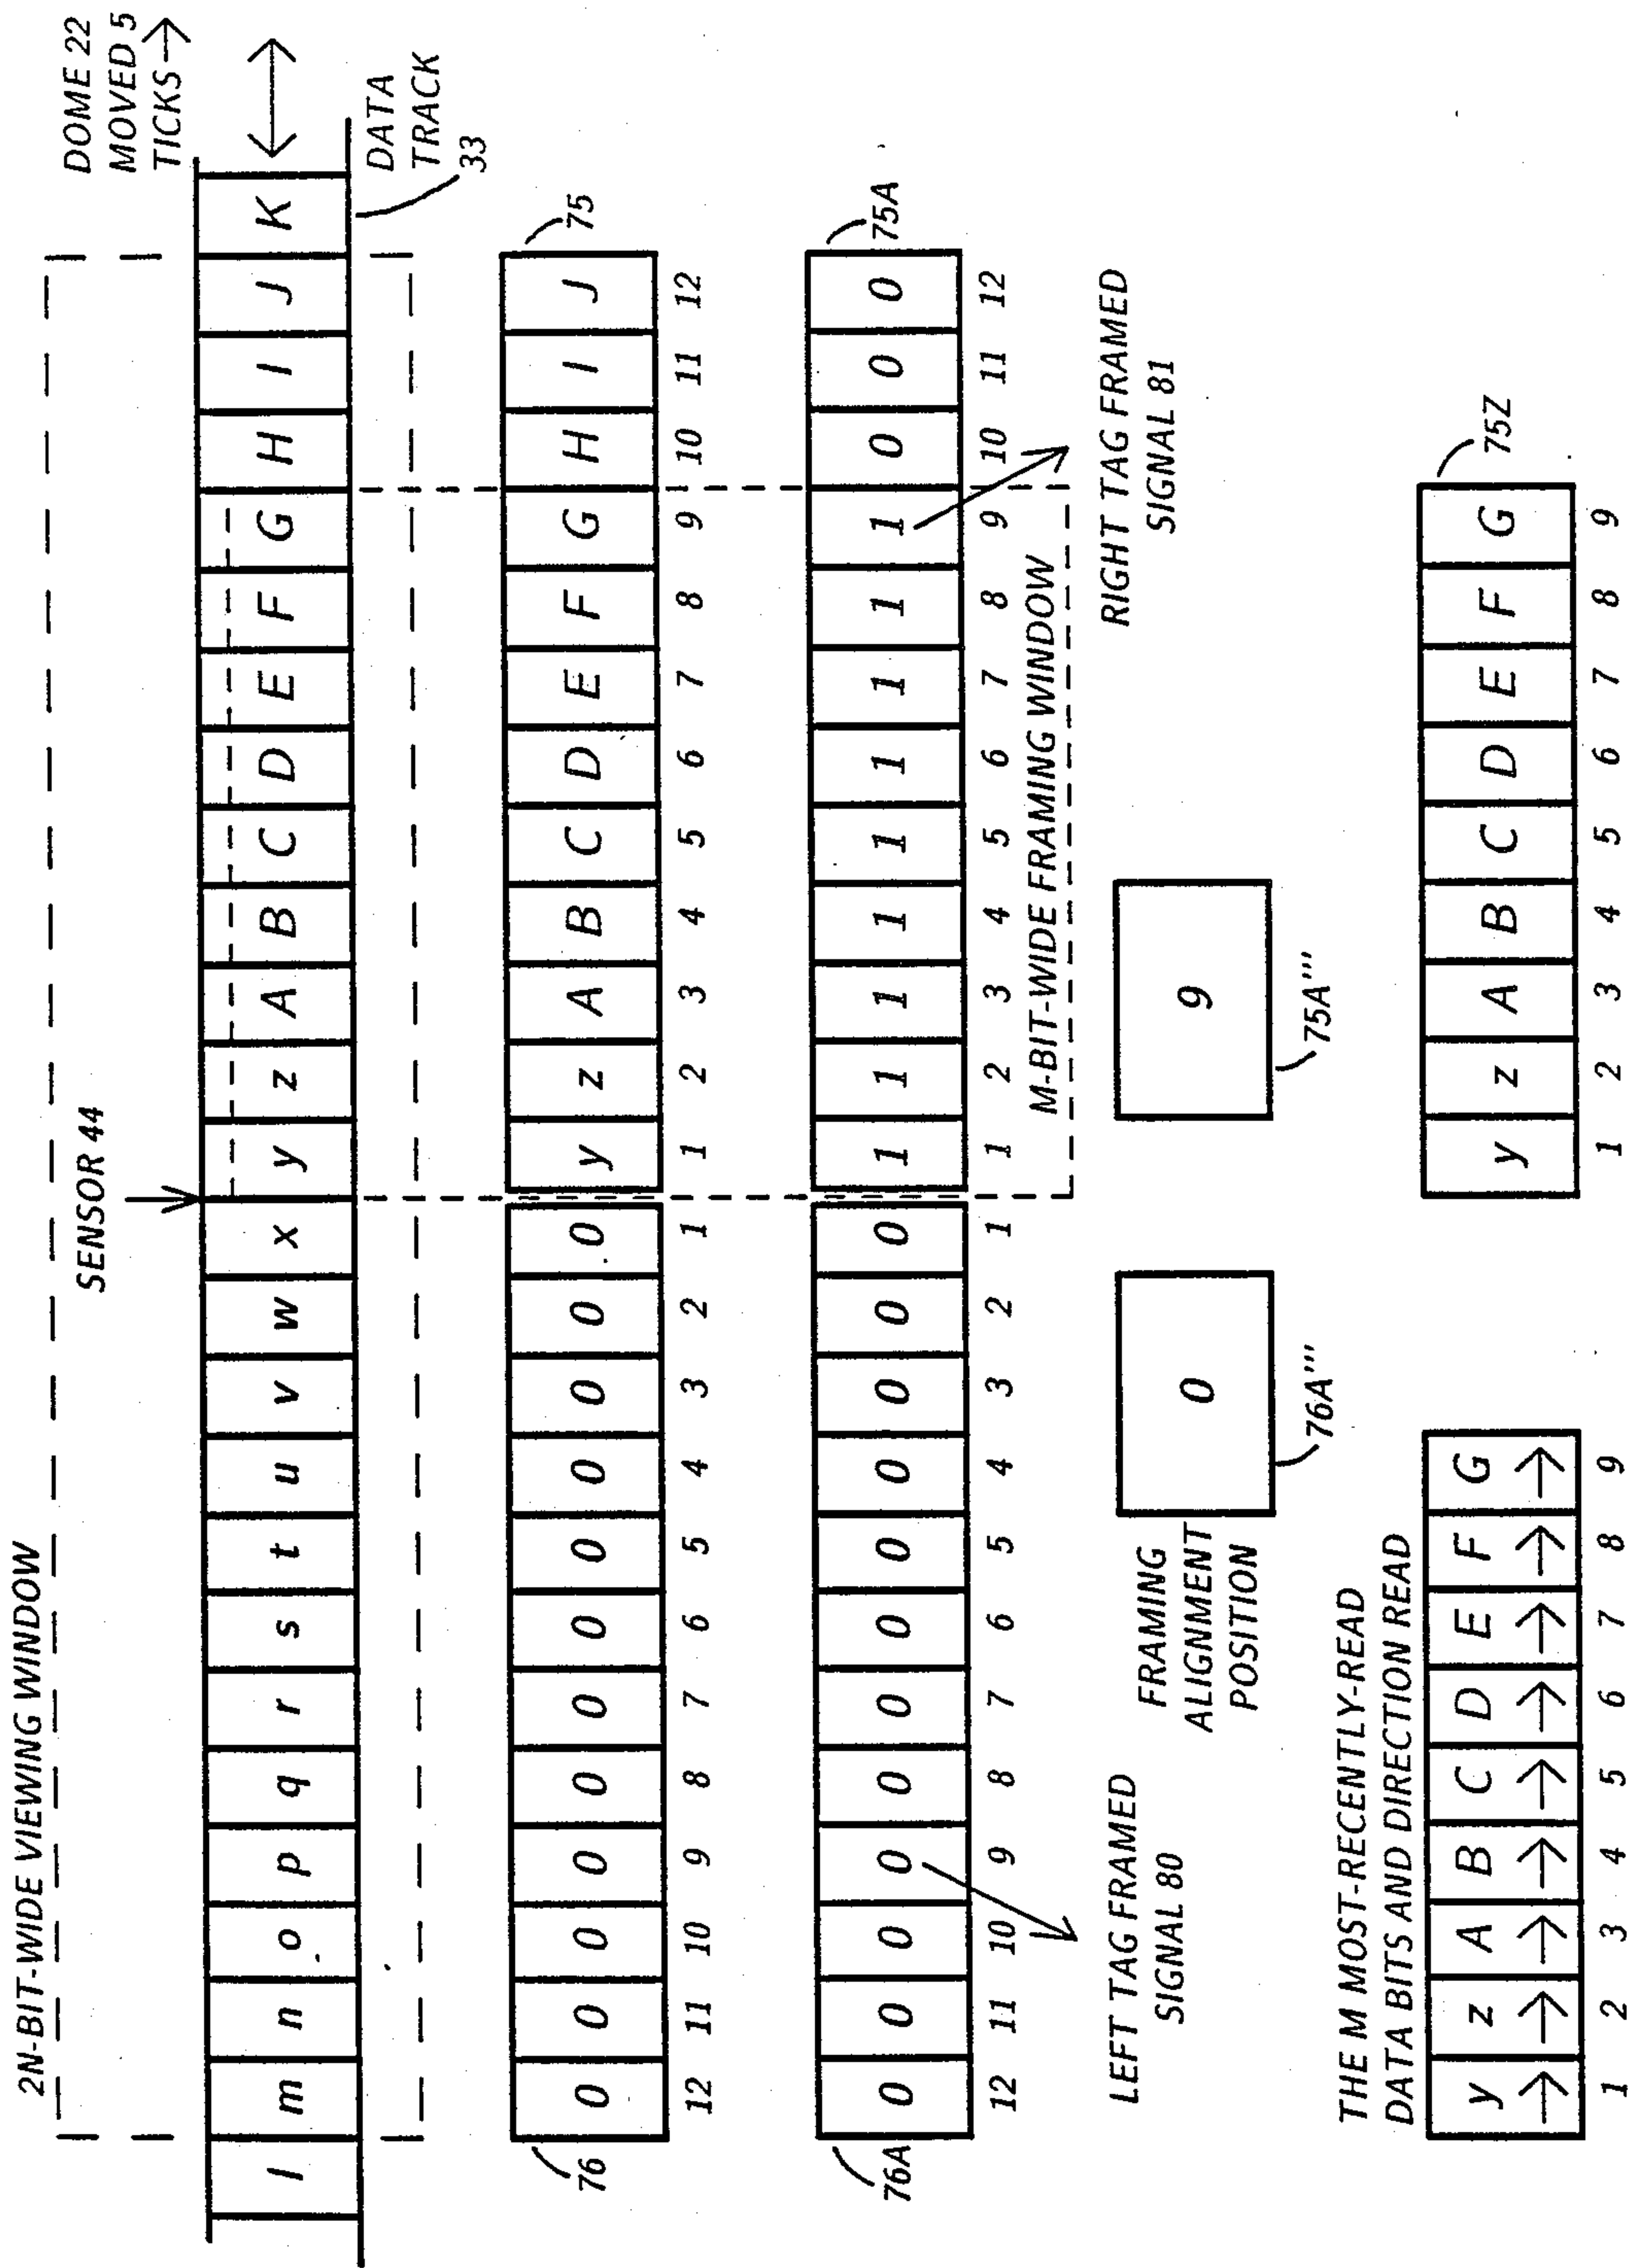 2N-BIT-WIDE VIEWING WINDOW
SENSOR 44
DOME 22
MOVED 5
TICKS→
l m n o p q r s t u v w x y z A B C D E F G H I J K
DATA
TRACK
33
76
0 0 0 0 0 0 0 0 0 0 0 0 y z A B C D E F G H I J
75
12 11 10 9 8 7 6 5 4 3 2 1 1 2 3 4 5 6 7 8 9 10 11 12
76A
0 0 0 0 0 0 0 0 0 0 0 0 1 1 1 1 1 1 1 1 1 0 0 0
75A
12 11 10 9 8 7 6 5 4 3 2 1 1 2 3 4 5 6 7 8 9 10 11 12
M-BIT-WIDE FRAMING WINDOW
LEFT TAG FRAMED
SIGNAL 80
FRAMING
ALIGNMENT
POSITION
0
76A'''
9
75A'''
RIGHT TAG FRAMED
SIGNAL 81
THE M MOST-RECENTLY-READ
DATA BITS AND DIRECTION READ
y z A B C D E F G
→ → → → → → → → →
1 2 3 4 5 6 7 8 9
75Z
y z A B C D E F G
1 2 3 4 5 6 7 8 9